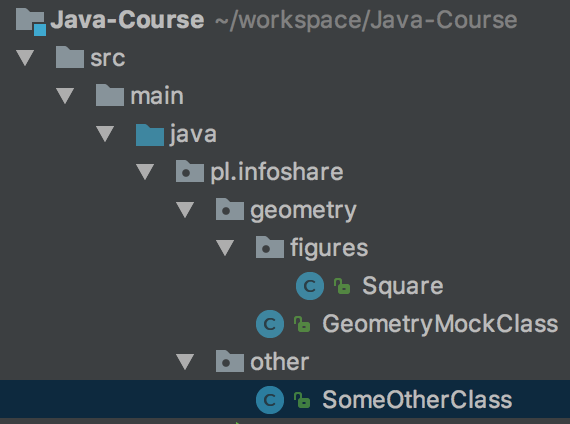 Java-Course ~/workspace/Java-Course
src
main
java
pl.infoshare
geometry
figures
C Square
C GeometryMockClass
other
C SomeOtherClass